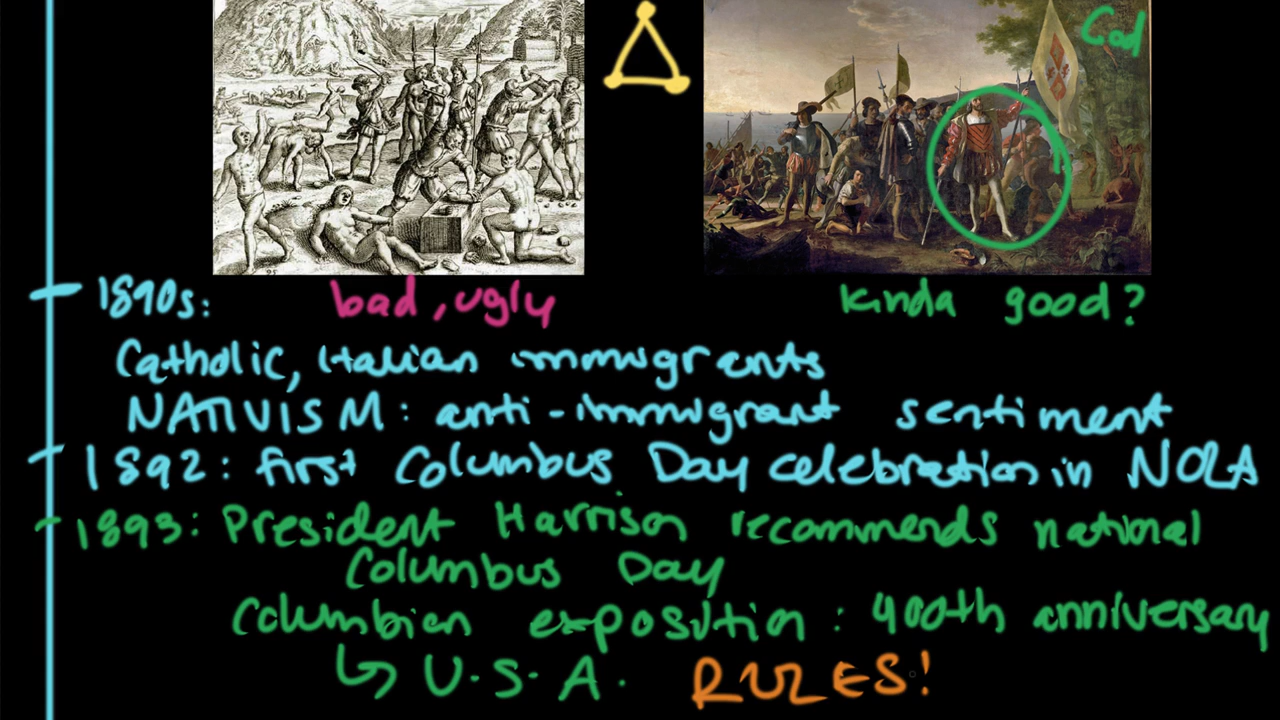 God
bad, ugly
kinda good?
1890s:
Catholic, Italian immigrants
NATIVISM: anti-immigrant sentiment
1892: first Columbus Day celebration in NOLA
1893: President Harrison recommends national
Columbus Day
Columbian exposition: 400th anniversary
↳ U.S.A. RULES!